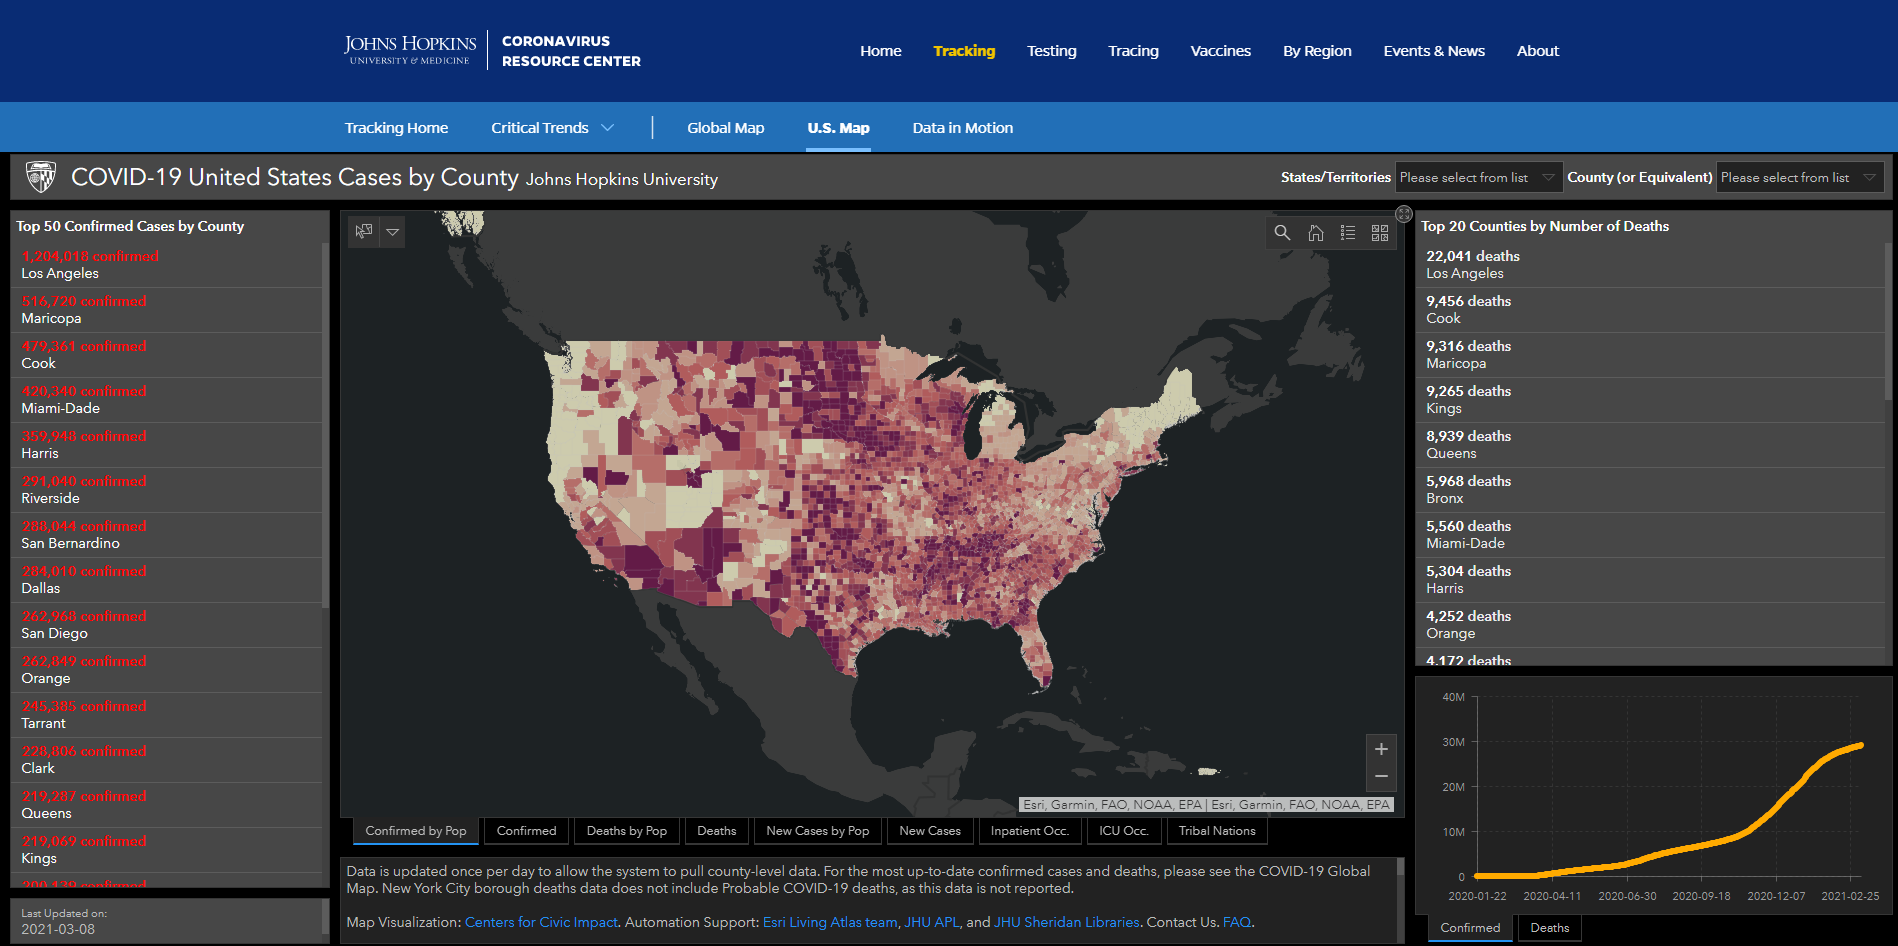 JOHNS HOPKINS
UNIVERSITY & MEDICINE
CORONAVIRUS
RESOURCE CENTER
Home
Tracking
Testing
Tracing
Vaccines
By Region
Events & News
About
Tracking Home
Critical Trends
Global Map
U.S. Map
Data in Motion
COVID-19 United States Cases by County Johns Hopkins University
States/Territories
Please select from list
County (or Equivalent)
Please select from list
Top 50 Confirmed Cases by County
1,204,018 confirmed
Los Angeles
516,720 confirmed
Maricopa
479,361 confirmed
Cook
420,340 confirmed
Miami-Dade
359,948 confirmed
Harris
291,040 confirmed
Riverside
288,044 confirmed
San Bernardino
284,010 confirmed
Dallas
262,968 confirmed
San Diego
262,849 confirmed
Orange
245,385 confirmed
Tarrant
228,806 confirmed
Clark
219,287 confirmed
Queens
219,069 confirmed
Kings
Last Updated on:
2021-03-08
Esri, Garmin, FAO, NOAA, EPA | Esri, Garmin, FAO, NOAA, EPA
Confirmed by Pop
Confirmed
Deaths by Pop
Deaths
New Cases by Pop
New Cases
Inpatient Occ.
ICU Occ.
Tribal Nations
Data is updated once per day to allow the system to pull county-level data. For the most up-to-date confirmed cases and deaths, please see the COVID-19 Global
Map. New York City borough deaths data does not include Probable COVID-19 deaths, as this data is not reported.
Map Visualization: Centers for Civic Impact. Automation Support: Esri Living Atlas team, JHU APL, and JHU Sheridan Libraries. Contact Us. FAQ.
Top 20 Counties by Number of Deaths
22,041 deaths
Los Angeles
9,456 deaths
Cook
9,316 deaths
Maricopa
9,265 deaths
Kings
8,939 deaths
Queens
5,968 deaths
Bronx
5,560 deaths
Miami-Dade
5,304 deaths
Harris
4,252 deaths
Orange
4,172 deaths
40M
30M
20M
10M
0
2020-01-22
2020-04-11
2020-06-30
2020-09-18
2020-12-07
2021-02-25
Confirmed
Deaths